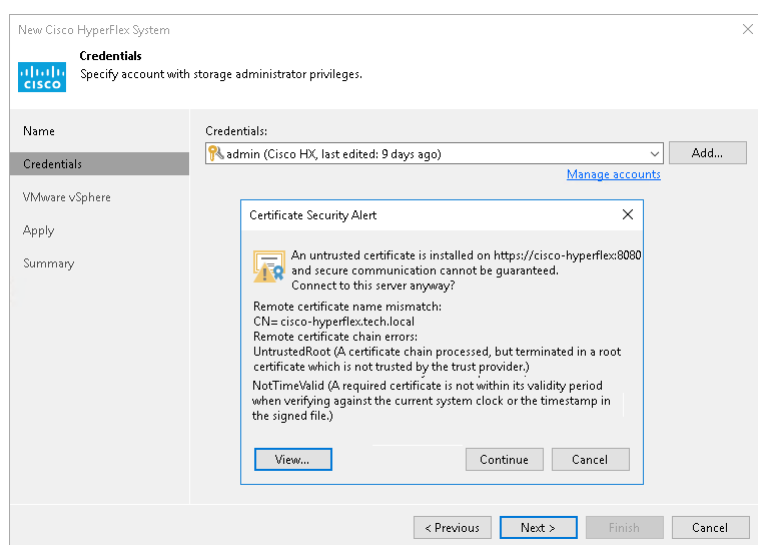 New Cisco HyperFlex System
Credentials
Specify account with storage administrator privileges.
CISCO
Name
Credentials
VMware vSphere
Apply
Summary
Credentials:
admin (Cisco HX, last edited: 9 days ago)
Add...
Manage accounts
Certificate Security Alert
An untrusted certificate is installed on https://cisco-hyperflex:8080
and secure communication cannot be guaranteed.
Connect to this server anyway?
Remote certificate name mismatch:
CN= cisco-hyperflex.tech.local
Remote certificate chain errors:
UntrustedRoot (A certificate chain processed, but terminated in a root
certificate which is not trusted by the trust provider.)
NotTimeValid (A required certificate is not within its validity period
when verifying against the current system clock or the timestamp in
the signed file.)
View...
Continue
Cancel
< Previous
Next >
Finish
Cancel